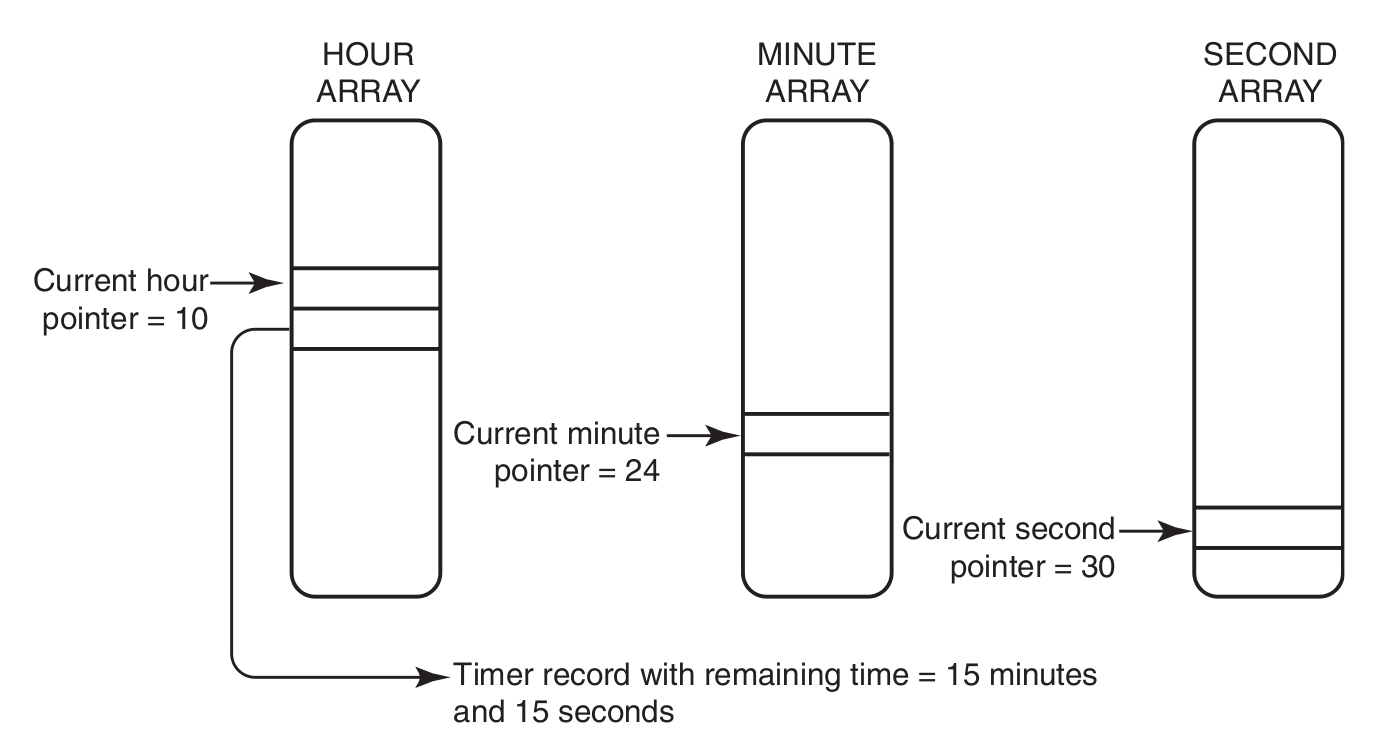 HOUR
ARRAY
MINUTE
ARRAY
SECOND
ARRAY
Current hour
pointer = 10
Current minute
pointer = 24
Current second
pointer = 30
Timer record with remaining time = 15 minutes
and 15 seconds